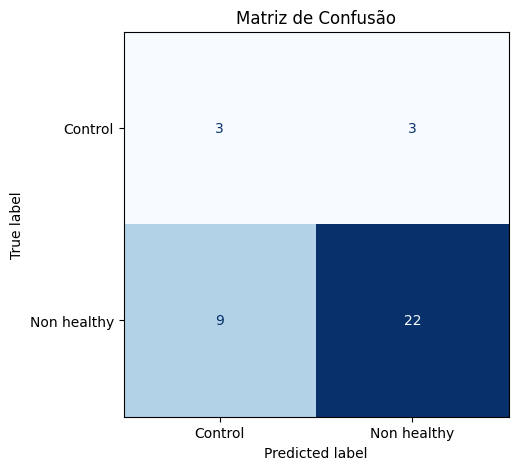 Matriz de Confusão
True label
Control
3
3
Non healthy
9
22
Control
Non healthy
Predicted label